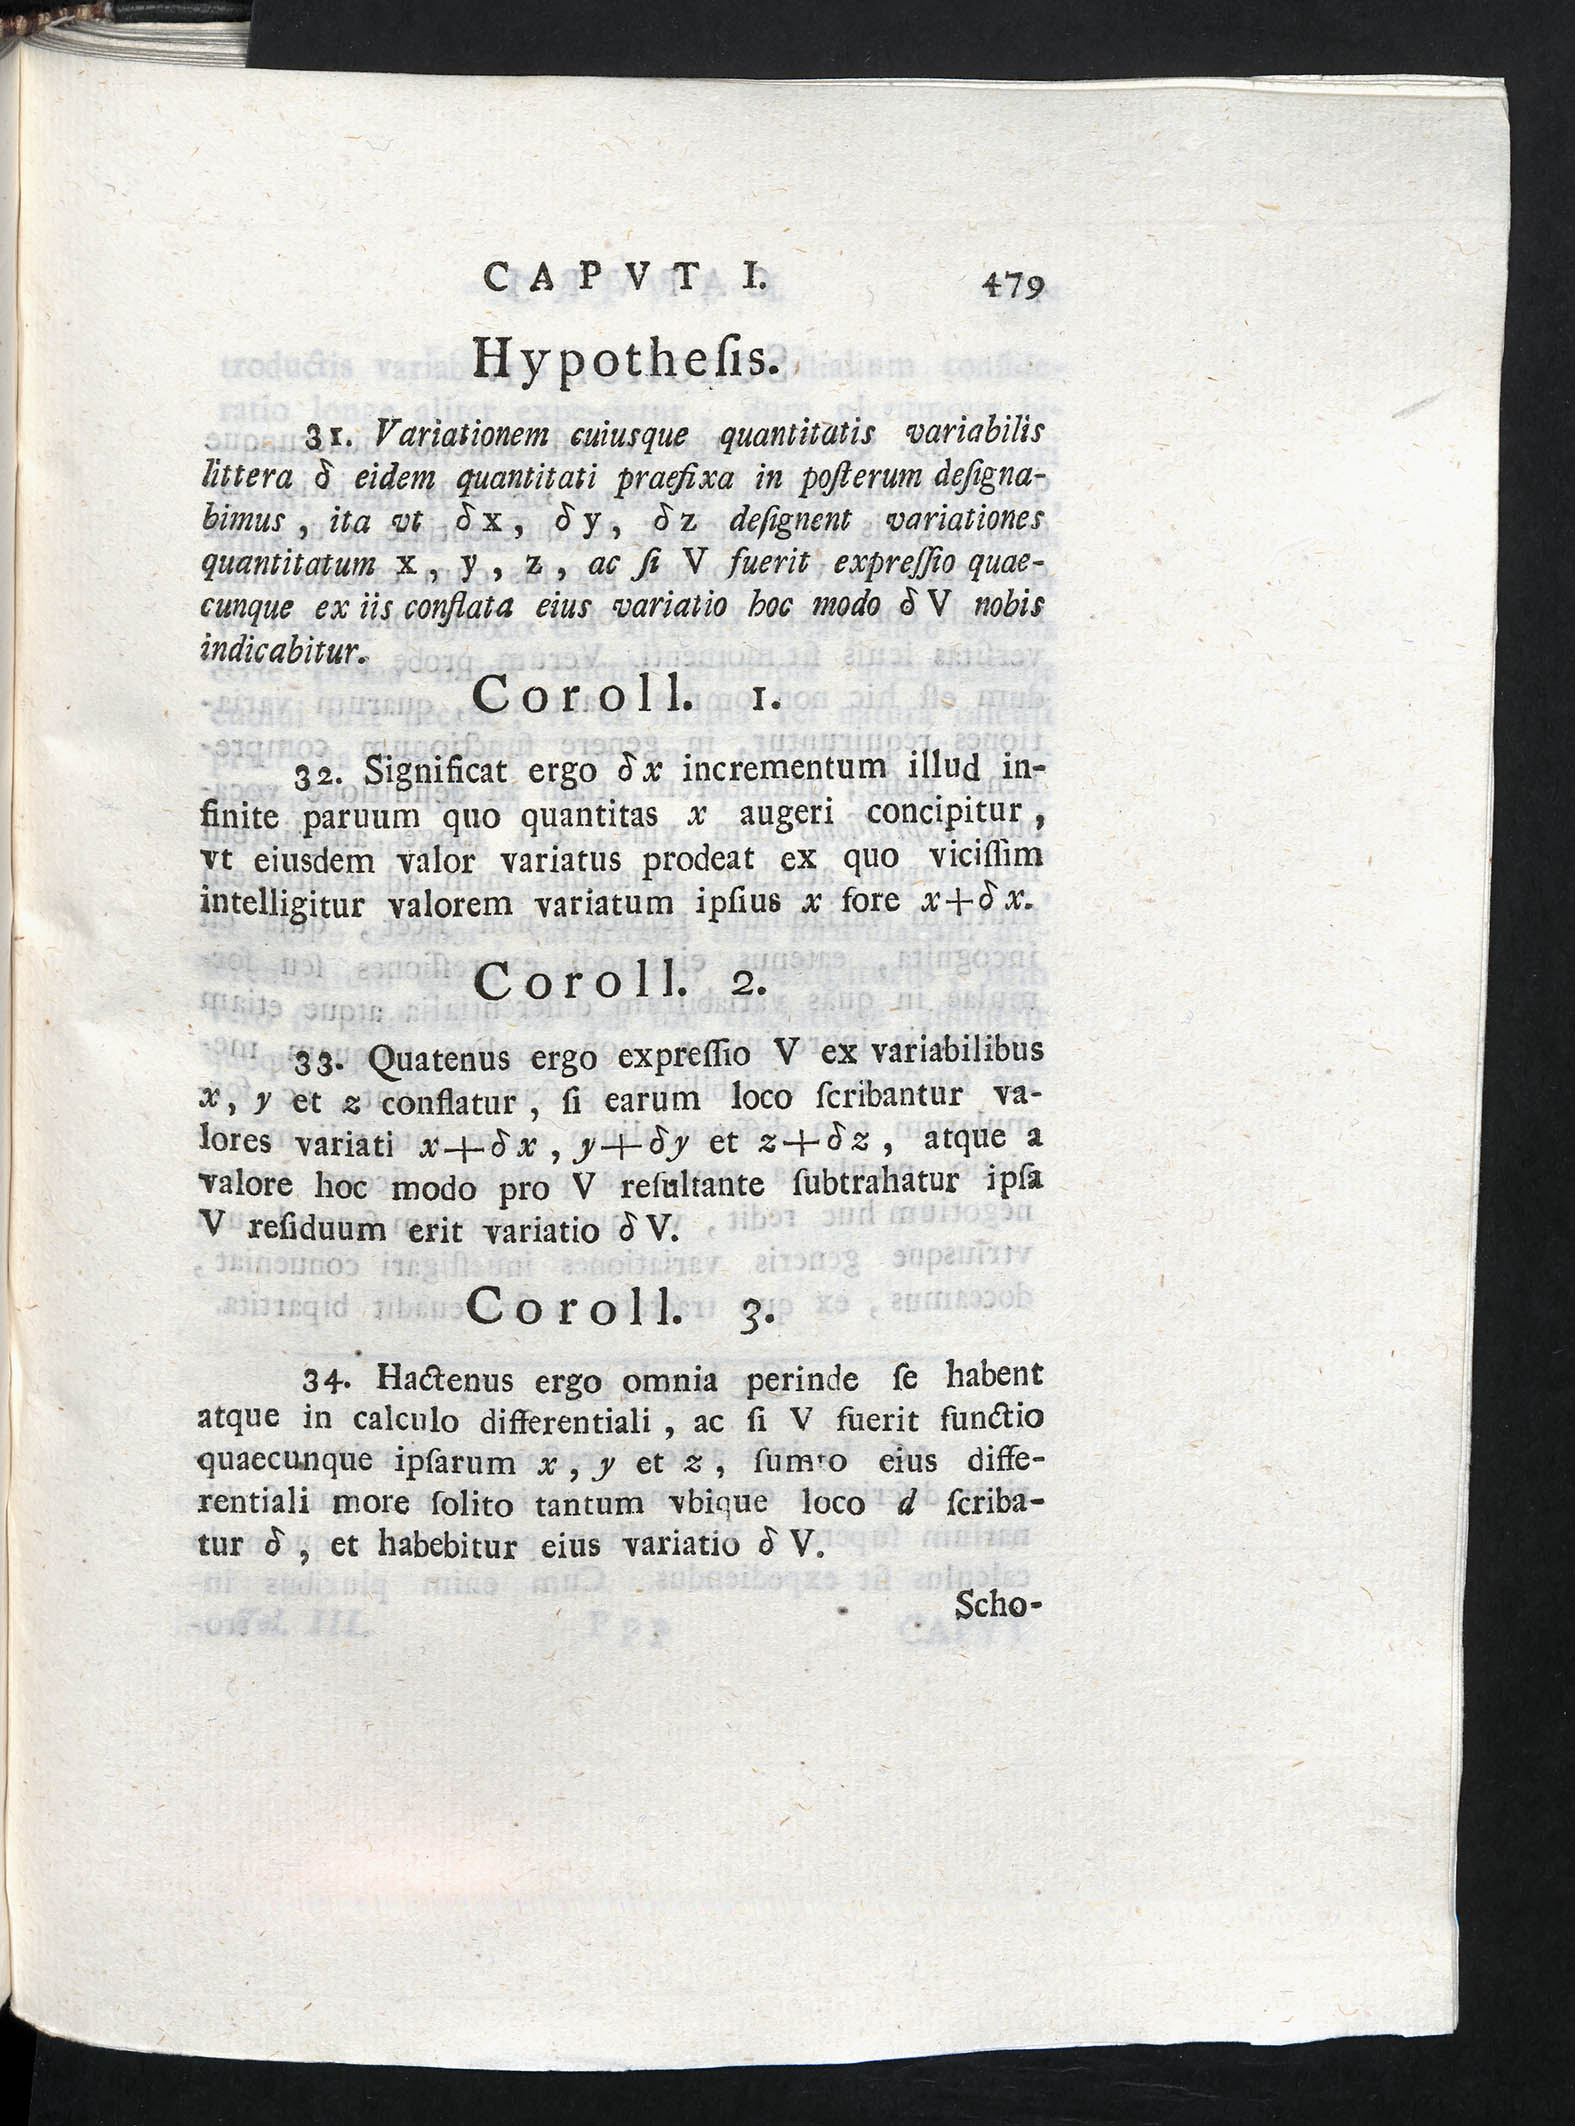 CAPVT I. 479
Hypotheſis.
31. Variationem cuiusque quantitatis variabilis
littera δ eidem quantitati praefixa in poſterum deſigna-
bimus, ita vt δx, δy, δz deſignent variationes
quantitatum x, y, z, ac ſi V fuerit expreſſio quae-
cunque ex iis conflata eius variatio hoc modo δV nobis
indicabitur.
Coroll. 1.
32. Significat ergo δx incrementum illud in-
finite paruum quo quantitas x augeri concipitur,
vt eiusdem valor variatus prodeat ex quo viciſſim
intelligitur valorem variatum ipſius x fore x+δx.
Coroll. 2.
33. Quatenus ergo expreſſio V ex variabilibus
x, y et z conflatur, ſi earum loco ſcribantur va-
lores variati x+δx, y+δy et z+δz, atque a
valore hoc modo pro V reſultante ſubtrahatur ipſa
V reſiduum erit variatio δV.
Coroll. 3.
34. Hactenus ergo omnia perinde ſe habent
atque in calculo differentiali, ac ſi V fuerit functio
quaecunque ipſarum x, y et z, ſumto eius diffe-
rentiali more ſolito tantum vbique loco d ſcriba-
tur δ, et habebitur eius variatio δV.
Scho-